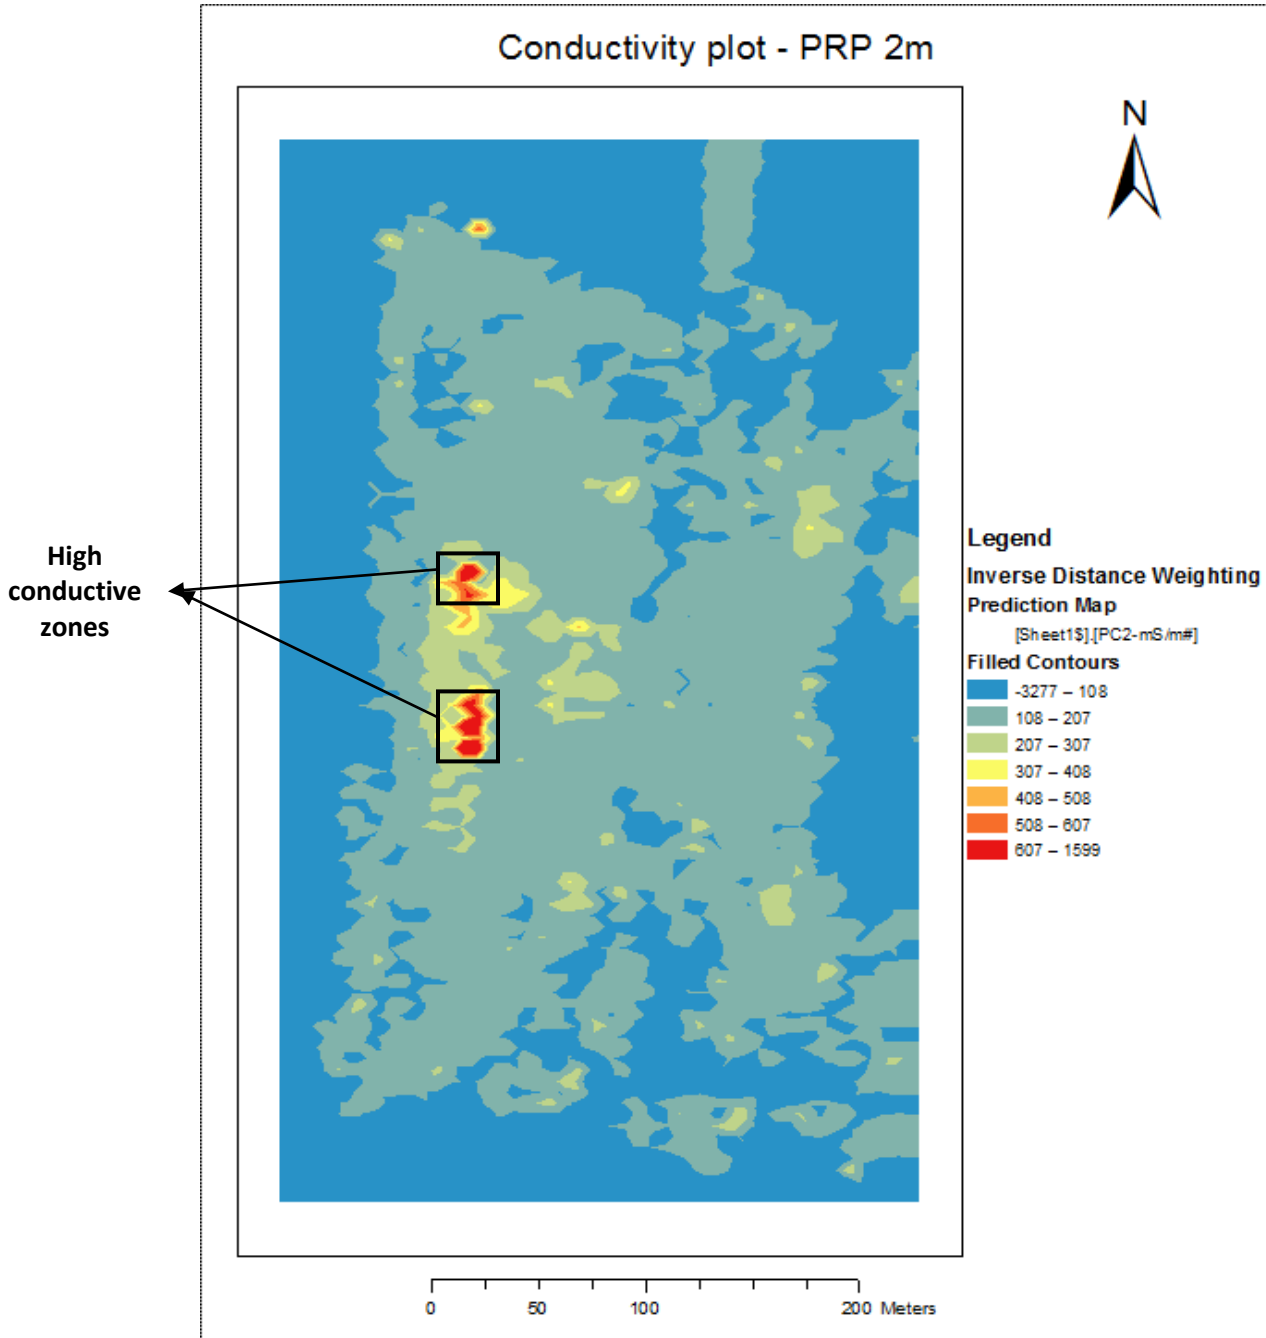 Conductivity plot - PRP 2m
N
High
conductive
zones
Legend
Inverse Distance Weighting
Prediction Map
[Sheet1$].[PC2-mS/m#]
Filled Contours
-3277 – 108
108 – 207
207 – 307
307 – 408
408 – 508
508 – 607
607 – 1599
0 50 100 200 Meters